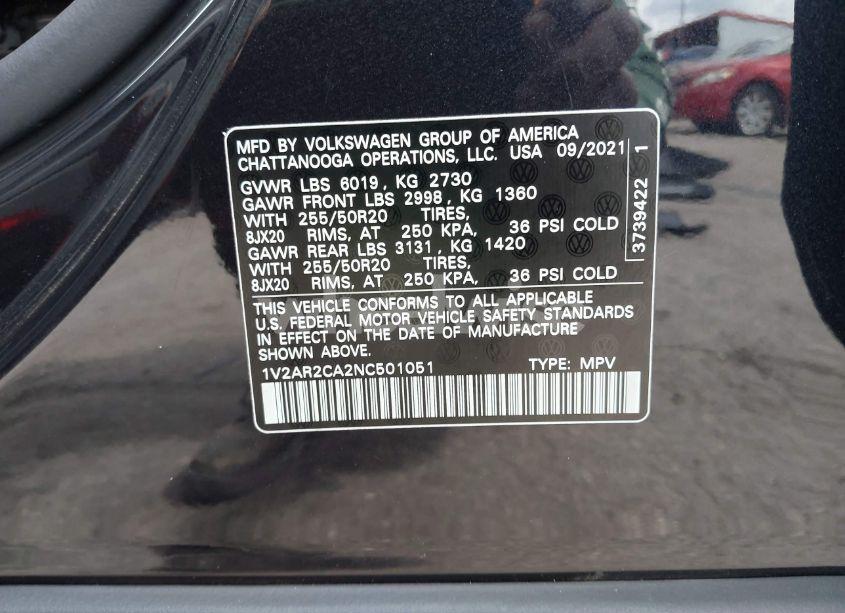 MFD BY VOLKSWAGEN GROUP OF AMERICA
CHATTANOOGA OPERATIONS, LLC. USA 09/2021
GVWR LBS 6019, KG 2730
GAWR FRONT LBS 2998, KG 1360
WITH 255/50R20 TIRES,
8JX20 RIMS, AT 250 KPA, 36 PSI COLD
GAWR REAR LBS 3131, KG 1420
WITH 255/50R20 TIRES,
8JX20 RIMS, AT 250 KPA, 36 PSI COLD
THIS VEHICLE CONFORMS TO ALL APPLICABLE
U.S. FEDERAL MOTOR VEHICLE SAFETY STANDARDS
IN EFFECT ON THE DATE OF MANUFACTURE
SHOWN ABOVE.
1V2AR2CA2NC501051 TYPE: MPV
3739422 1